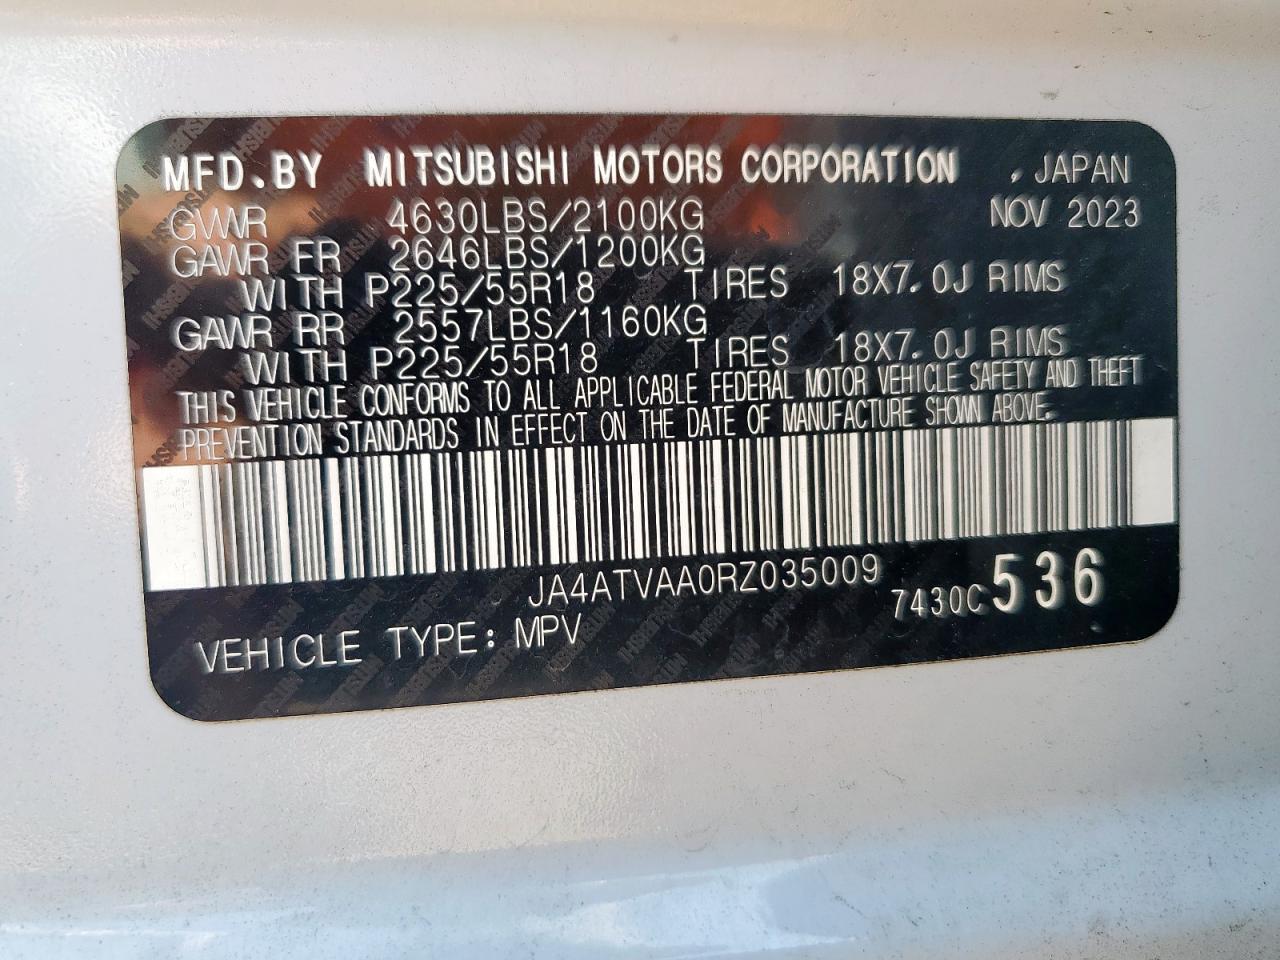 MFD.BY MITSUBISHI MOTORS CORPORATION , JAPAN
GVWR 4630LBS/2100KG NOV 2023
GAWR FR 2646LBS/1200KG
WITH P225/55R18 TIRES 18X7.0J RIMS
GAWR RR 2557LBS/1160KG
WITH P225/55R18 TIRES 18X7.0J RIMS
THIS VEHICLE CONFORMS TO ALL APPLICABLE FEDERAL MOTOR VEHICLE SAFETY AND THEFT
PREVENTION STANDARDS IN EFFECT ON THE DATE OF MANUFACTURE SHOWN ABOVE.
JA4ATVAA0RZ035009 7430C 536
VEHICLE TYPE: MPV